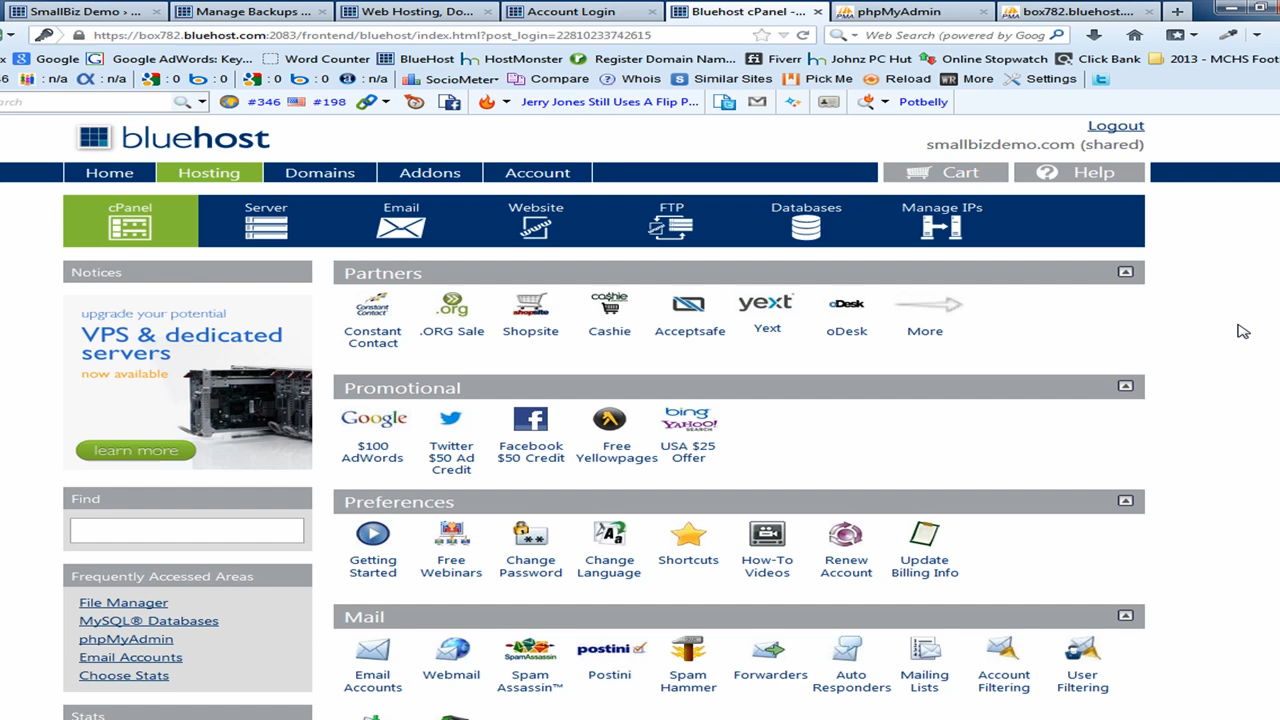 SmallBiz Demo › ...
Manage Backups ...
Web Hosting, Do...
Account Login
Bluehost cPanel -...
phpMyAdmin
box782.bluehost....
https://box782.bluehost.com:2083/frontend/bluehost/index.html?post_login=22810233742615
Web Search (powered by Goog
Google
Google AdWords: Key...
Word Counter
BlueHost
HostMonster
Register Domain Nam...
Fiverr
Johnz PC Hut
Online Stopwatch
Click Bank
2013 - MCHS Foot
6 : n/a : n/a : 0 : 0 : 0 : 0 : n/a SocioMeter Compare Whois Similar Sites Pick Me Reload More Settings
earch
#346
#198
Jerry Jones Still Uses A Flip P...
Potbelly
bluehost
Logout
smallbizdemo.com (shared)
Home
Hosting
Domains
Addons
Account
Cart
Help
cPanel
Server
Email
Website
www
FTP
Databases
Manage IPs
Notices
upgrade your potential
VPS & dedicated
servers
now available
learn more
Find
Frequently Accessed Areas
File Manager
MySQL® Databases
phpMyAdmin
Email Accounts
Choose Stats
Stats
Partners
Constant
Contact
.org
shopsite
cashie
yext
oDesk
Constant
Contact
.ORG Sale
Shopsite
Cashie
Acceptsafe
Yext
oDesk
More
Promotional
Google
bing
YAHOO!
SEARCH
$100
AdWords
Twitter
$50 Ad
Credit
Facebook
$50 Credit
Free
Yellowpages
USA $25
Offer
Preferences
Getting
Started
Free
Webinars
Change
Password
Change
Language
Shortcuts
How-To
Videos
Renew
Account
Update
Billing Info
Mail
SpamAssassin
postini
Email
Accounts
Webmail
Spam
Assassin™
Postini
Spam
Hammer
Forwarders
Auto
Responders
Mailing
Lists
Account
Filtering
User
Filtering